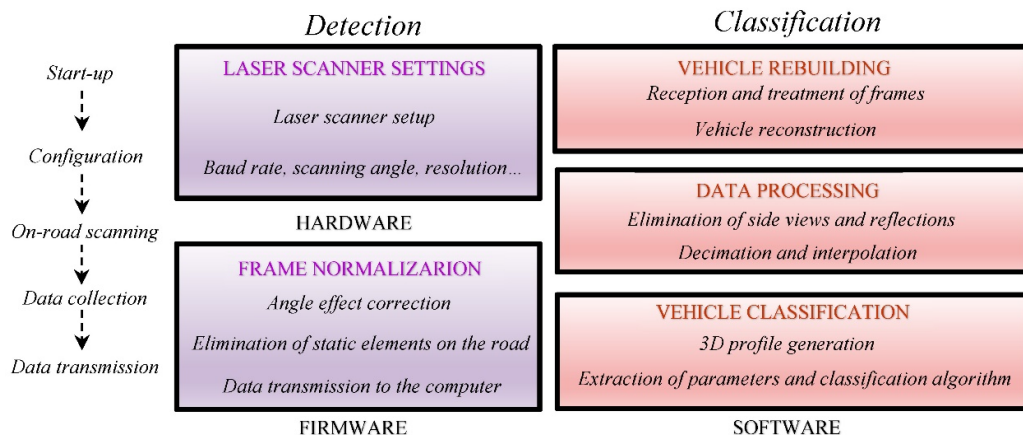 Detection
Classification
Start-up
Configuration
On-road scanning
Data collection
Data transmission
LASER SCANNER SETTINGS
Laser scanner setup
Baud rate, scanning angle, resolution...
HARDWARE
FRAME NORMALIZARION
Angle effect correction
Elimination of static elements on the road
Data transmission to the computer
FIRMWARE
VEHICLE REBUILDING
Reception and treatment of frames
Vehicle reconstruction
DATA PROCESSING
Elimination of side views and reflections
Decimation and interpolation
VEHICLE CLASSIFICATION
3D profile generation
Extraction of parameters and classification algorithm
SOFTWARE